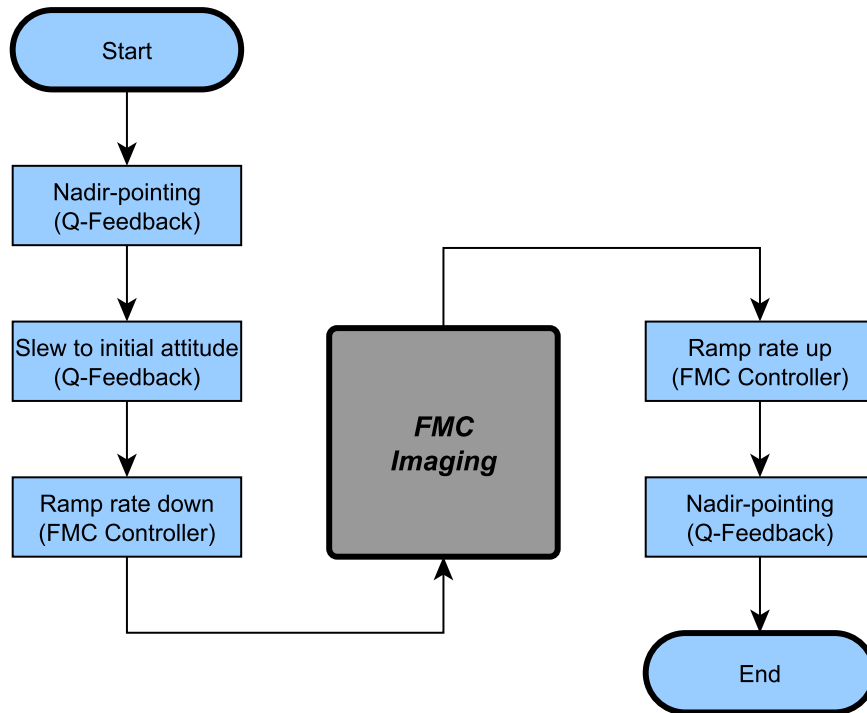 Start
Nadir-pointing
(Q-Feedback)
Slew to initial attitude
(Q-Feedback)
Ramp rate down
(FMC Controller)
FMC
Imaging
Ramp rate up
(FMC Controller)
Nadir-pointing
(Q-Feedback)
End